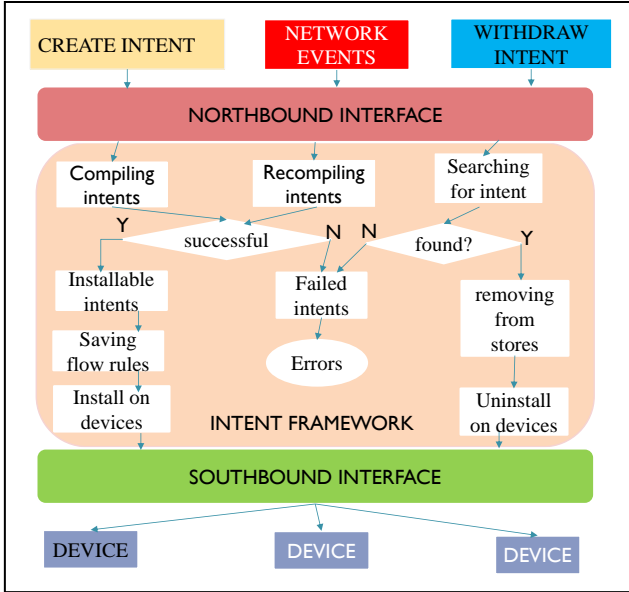 CREATE INTENT
NETWORK
EVENTS
WITHDRAW
INTENT
NORTHBOUND INTERFACE
Compiling
intents
Recompiling
intents
Searching
for intent
Y
successful
N
N
found?
Y
Installable
intents
Failed
intents
removing
from
stores
Saving
flow rules
Errors
Install on
devices
Uninstall
on devices
INTENT FRAMEWORK
SOUTHBOUND INTERFACE
DEVICE
DEVICE
DEVICE